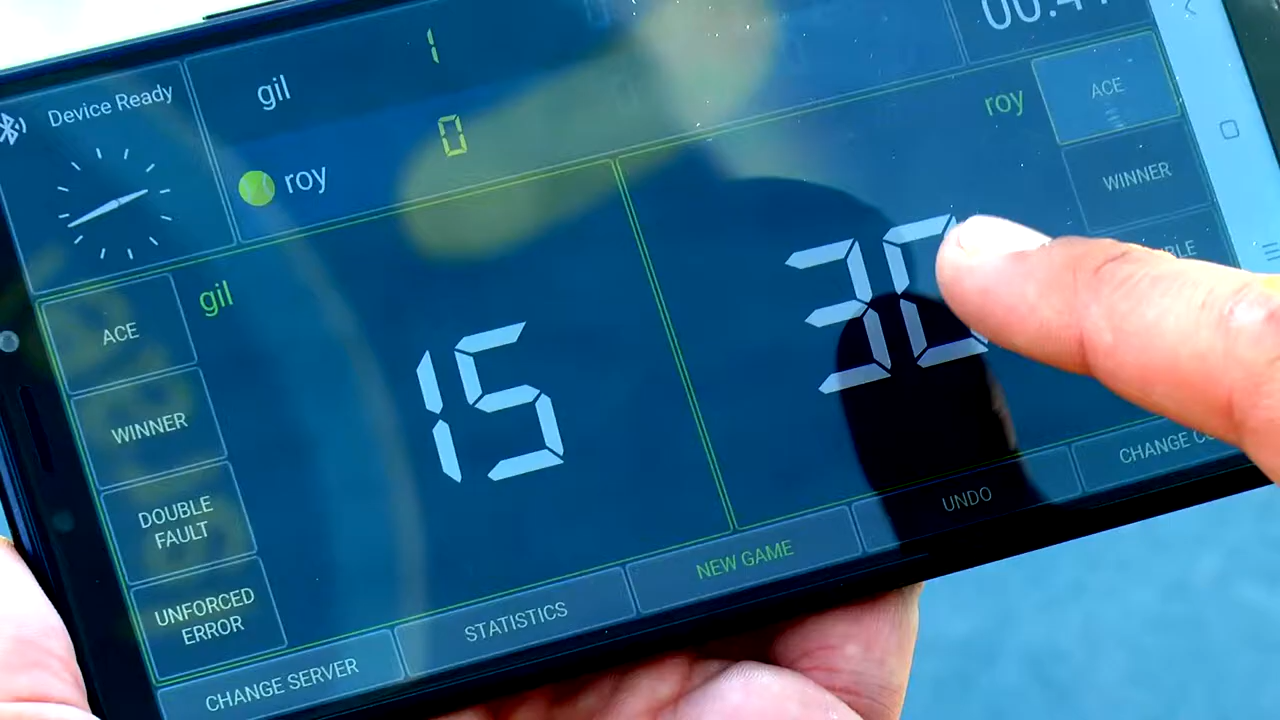 Device Ready
gil
1
roy
0
roy
ACE
WINNER
gil
15
30
ACE
WINNER
DOUBLE
FAULT
UNFORCED
ERROR
CHANGE SERVER
STATISTICS
NEW GAME
UNDO
CHANGE